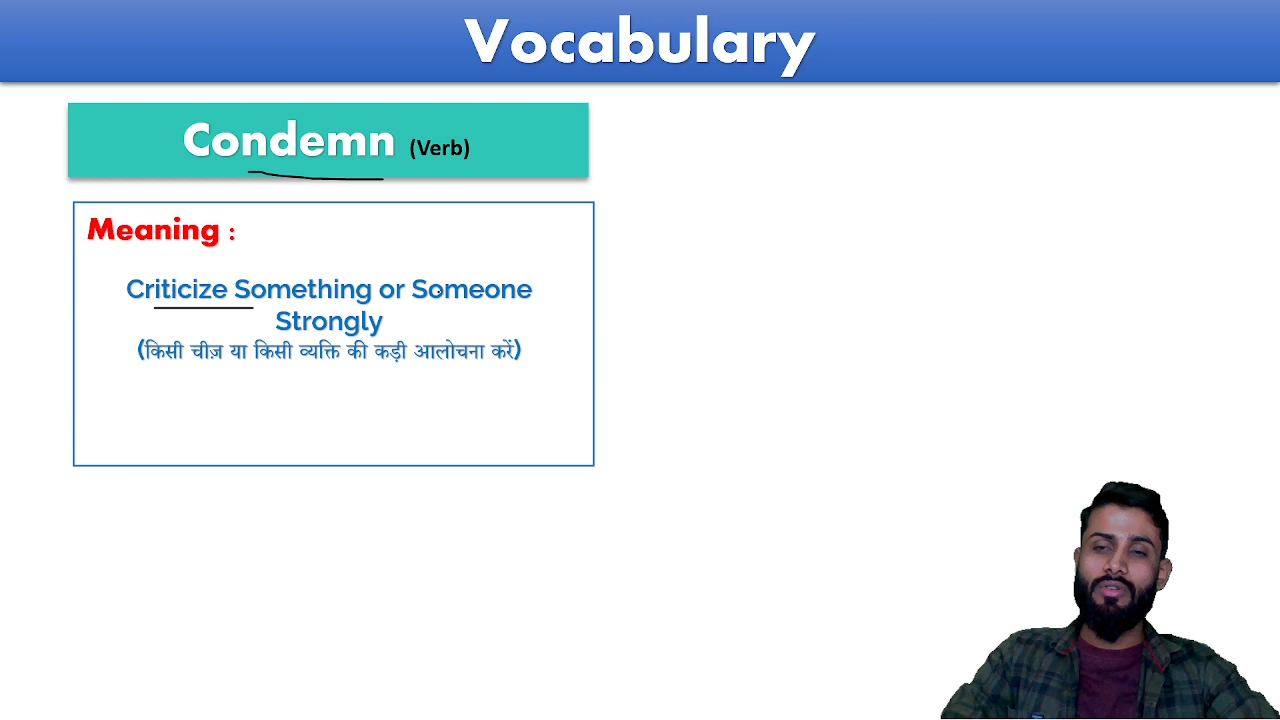 Vocabulary
Condemn (Verb)
Meaning :
Criticize Something or Someone
Strongly
(किसी चीज़ या किसी व्यक्ति की कड़ी आलोचना करें)